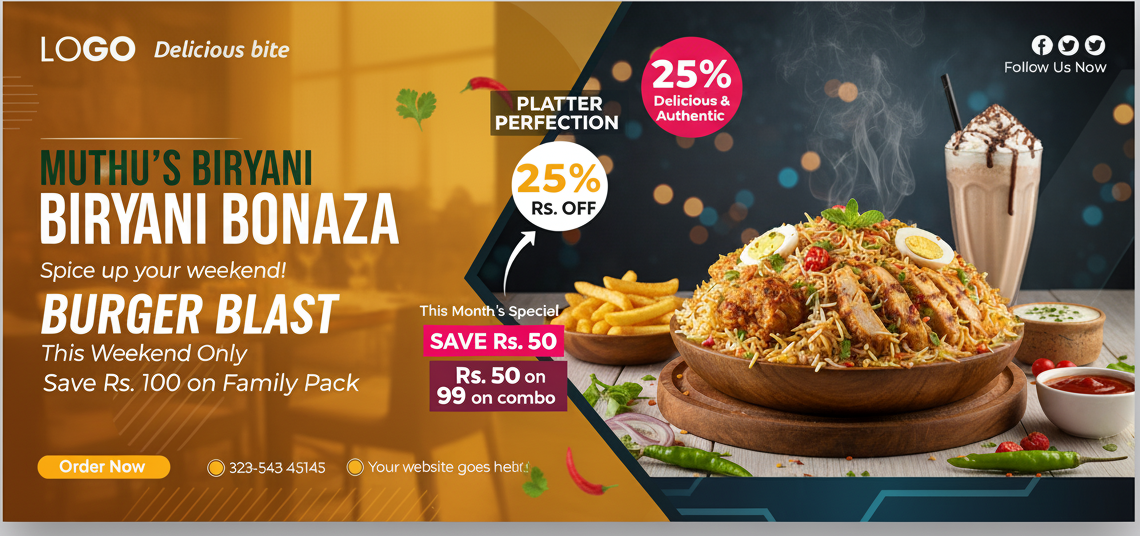 LOGO Delicious bite
MUTHU'S BIRYANI
BIRYANI BONAZA
Spice up your weekend!
BURGER BLAST
This Weekend Only
Save Rs. 100 on Family Pack
Order Now
323-543 45145
Your website goes
PLATTER
PERFECTION
25%
Rs. OFF
This Month's Special
SAVE Rs. 50
Rs. 50 on
99 on combo
25%
Delicious &
Authentic
Follow Us Now